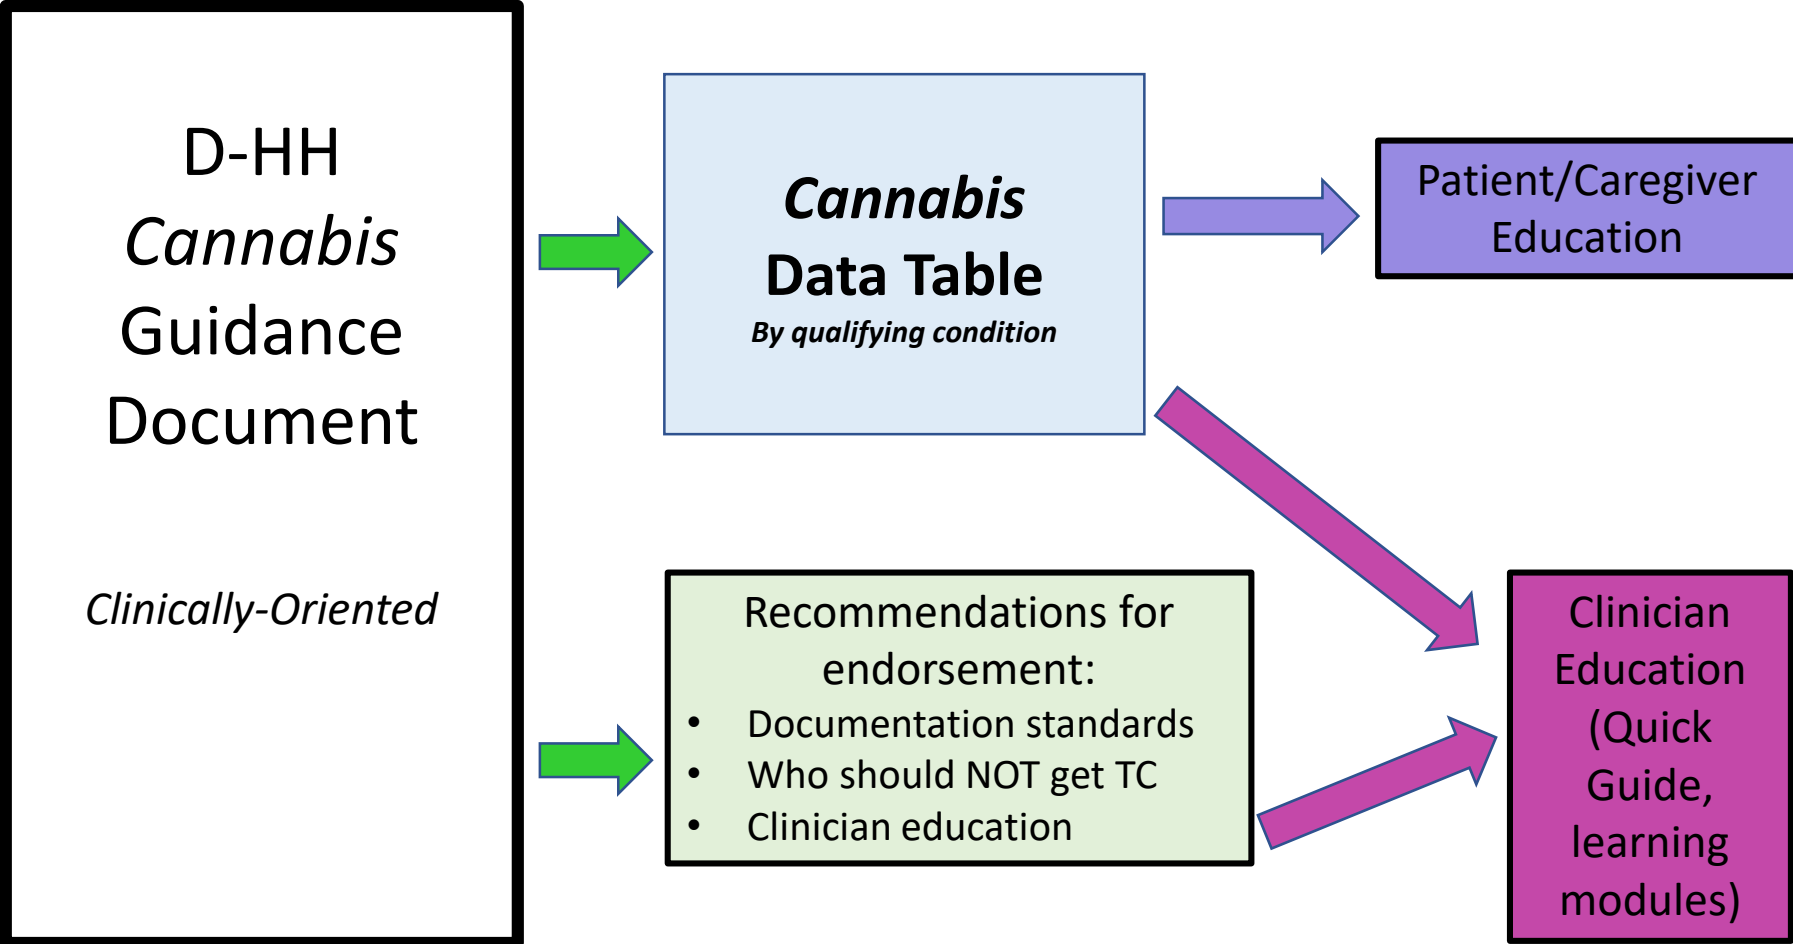 D-HH
Cannabis
Guidance
Document
Clinically-Oriented
Cannabis
Data Table
By qualifying condition
Patient/Caregiver
Education
Recommendations for
endorsement:
• Documentation standards
• Who should NOT get TC
• Clinician education
Clinician
Education
(Quick
Guide,
learning
modules)